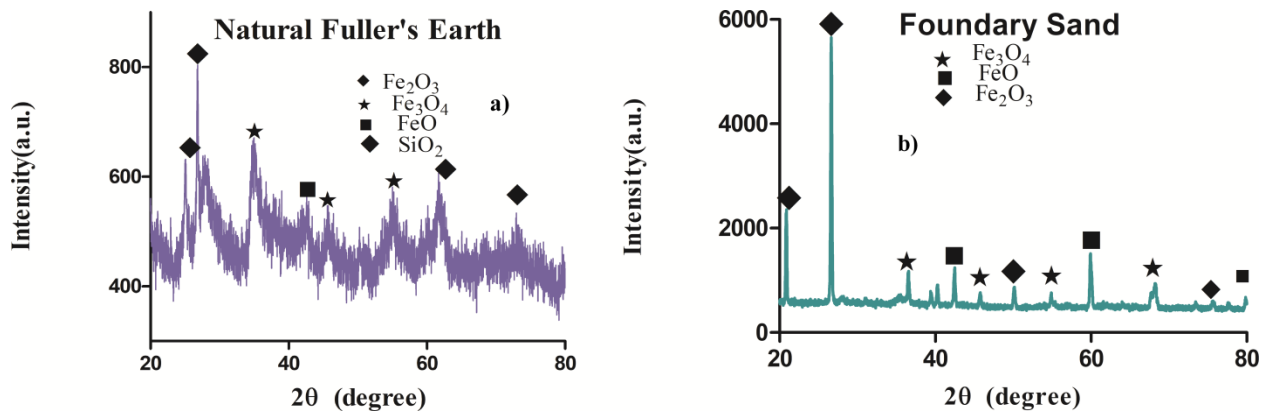 Natural Fuller's Earth
800
600
400
Intensity(a.u.)
Fe₂O₃
Fe₃O₄
FeO
SiO₂
a)
20 40 60 80
2θ (degree)
Foundary Sand
6000
4000
2000
0
Intensity(a.u.)
Fe₃O₄
FeO
Fe₂O₃
b)
20 40 60 80
2θ (degree)